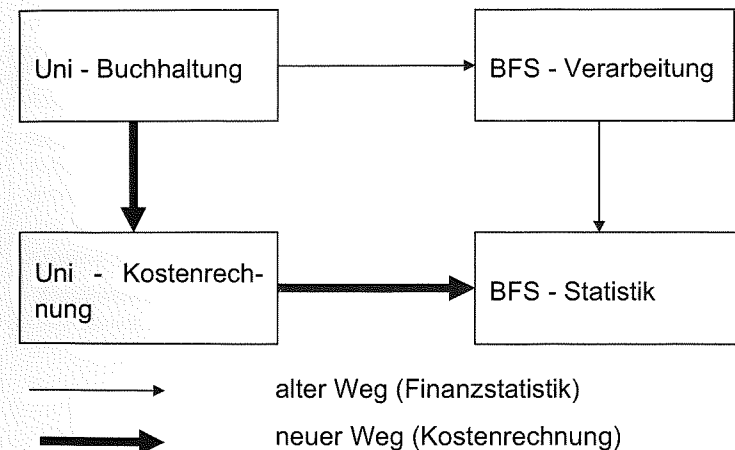 Uni - Buchhaltung
BFS - Verarbeitung
Uni - Kostenrech-
nung
BFS - Statistik
alter Weg (Finanzstatistik)
neuer Weg (Kostenrechnung)